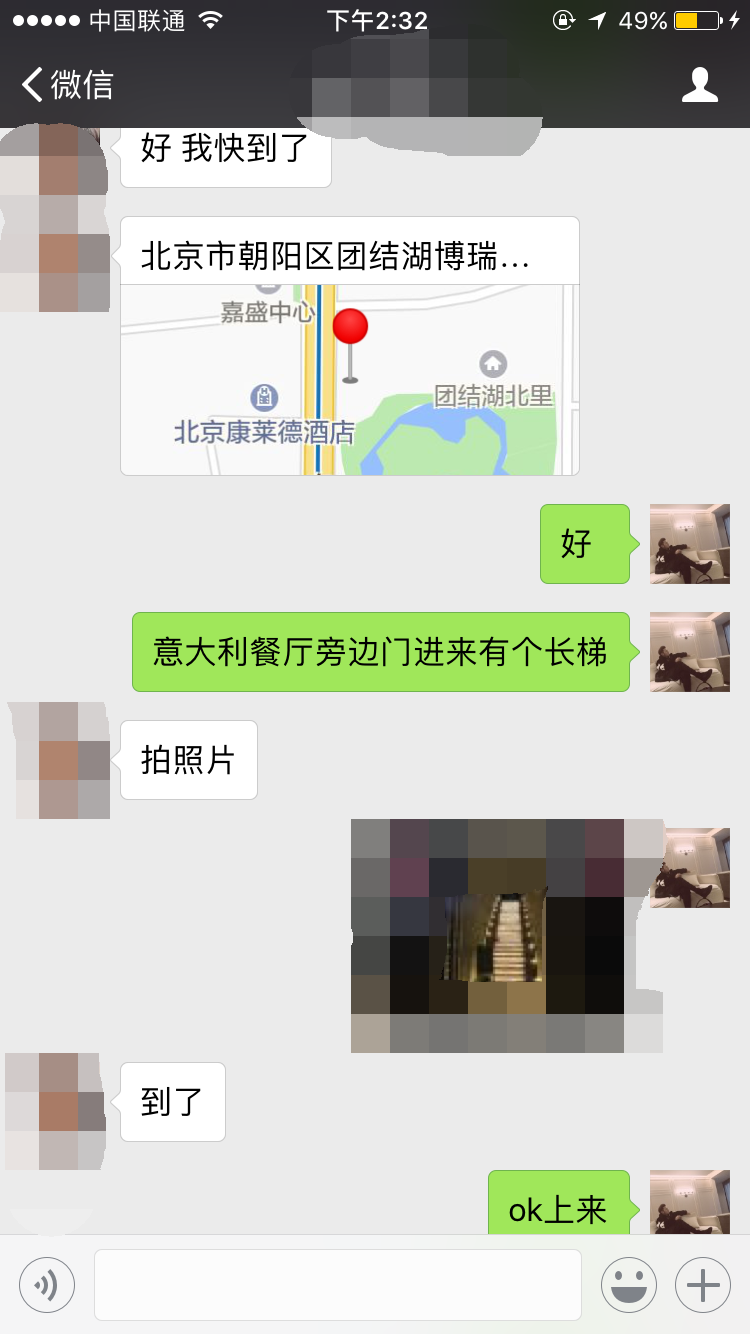 中国联通 下午2:32 49%
微信
好 我快到了
北京市朝阳区团结湖博瑞...
嘉盛中心
团结湖北里
北京康莱德酒店
好
意大利餐厅旁边门进来有个长梯
拍照片
到了
ok上来